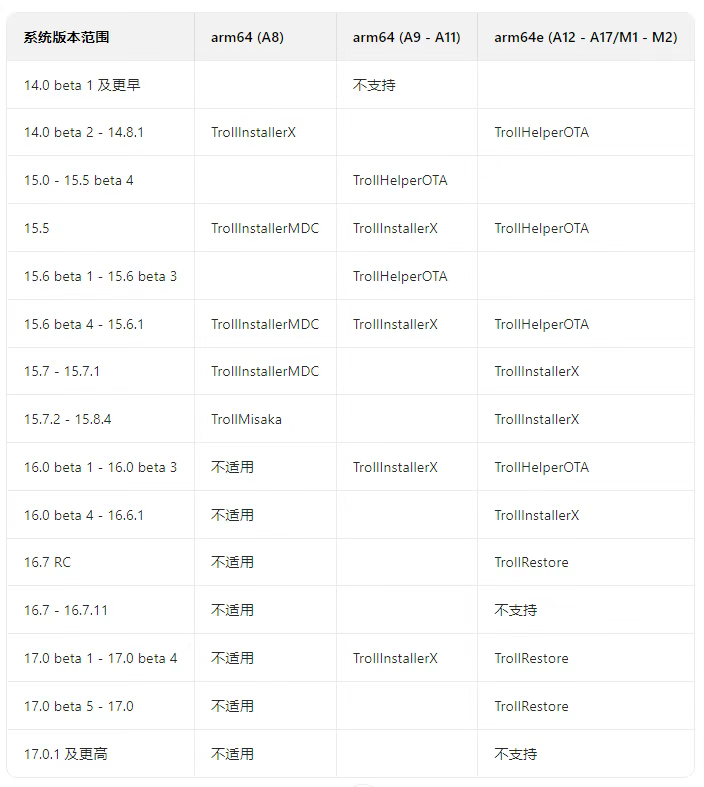 系统版本范围 arm64 (A8) arm64 (A9 - A11) arm64e (A12 - A17/M1 - M2)
14.0 beta 1 及更早 不支持
14.0 beta 2 - 14.8.1 TrollInstallerX TrollHelperOTA
15.0 - 15.5 beta 4 TrollHelperOTA
15.5 TrollInstallerMDC TrollInstallerX TrollHelperOTA
15.6 beta 1 - 15.6 beta 3 TrollHelperOTA
15.6 beta 4 - 15.6.1 TrollInstallerMDC TrollInstallerX TrollHelperOTA
15.7 - 15.7.1 TrollInstallerMDC TrollInstallerX
15.7.2 - 15.8.4 TrollMisaka TrollInstallerX
16.0 beta 1 - 16.0 beta 3 不适用 TrollInstallerX TrollHelperOTA
16.0 beta 4 - 16.6.1 不适用 TrollInstallerX
16.7 RC 不适用 TrollRestore
16.7 - 16.7.11 不适用 不支持
17.0 beta 1 - 17.0 beta 4 不适用 TrollInstallerX TrollRestore
17.0 beta 5 - 17.0 不适用 TrollRestore
17.0.1 及更高 不适用 不支持